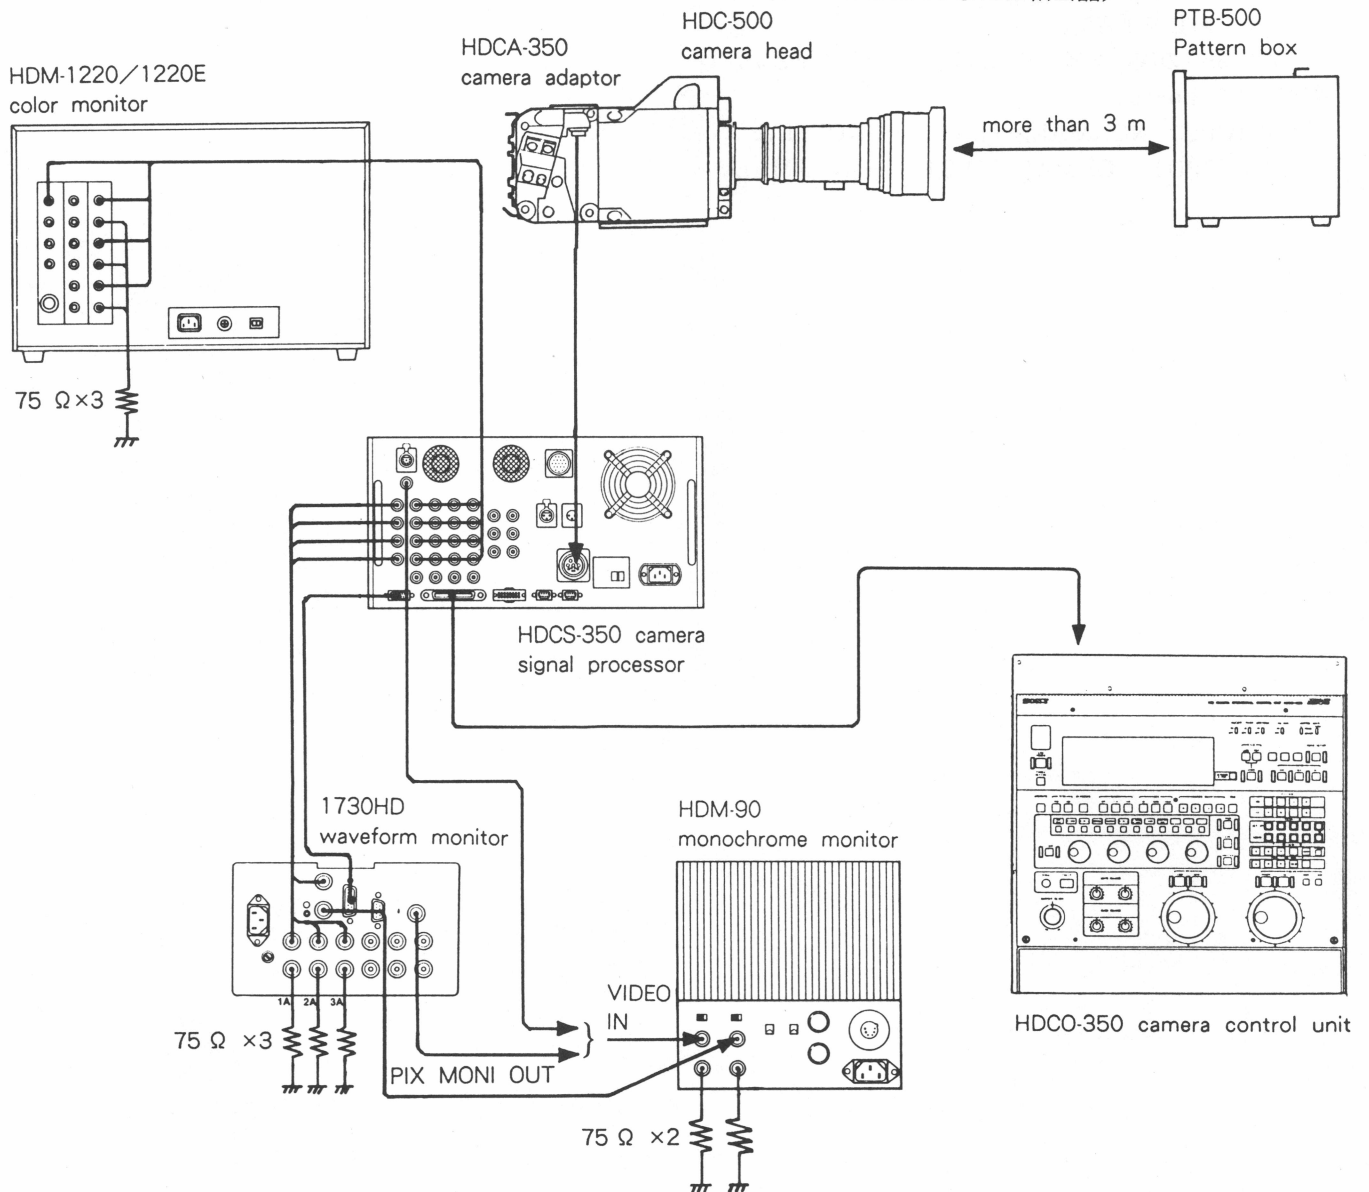 HDC-500
camera head
PTB-500
Pattern box
HDCA-350
camera adaptor
HDM-1220/1220E
color monitor
more than 3 m
75 Ω×3
HDCS-350 camera
signal processor
1730HD
waveform monitor
HDM-90
monochrome monitor
SONY
1A
2A
3A
75 Ω ×3
VIDEO
IN
PIX MONI OUT
HDCO-350 camera control unit
75 Ω ×2